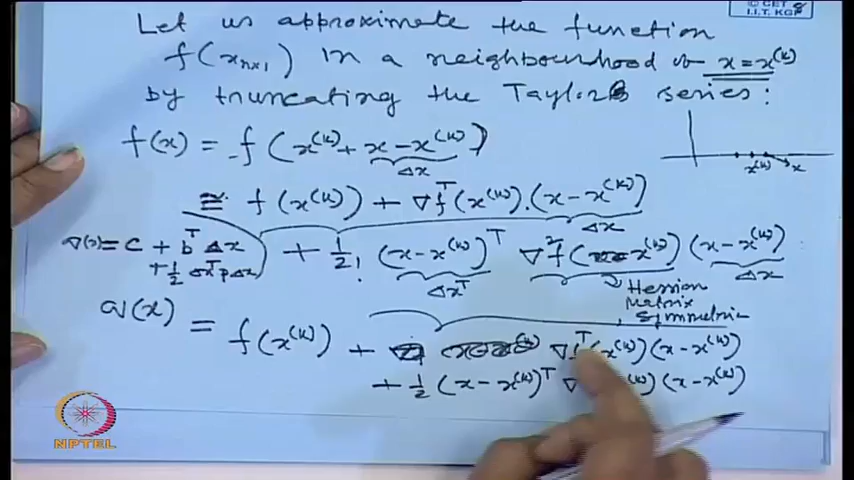 © CET
I.I.T. KGP
Let us approximate the function
f(x_{n×1}) in a neighbourhood of x = x^{(k)}
by truncating the Taylor's series:
f(x) = f(x^{(k)} + x - x^{(k)})
Δx
x^{(k)} x
≅ f(x^{(k)}) + ∇f^T(x^{(k)}).(x - x^{(k)})
Δx
q(x) = c + b^T Δx + 1/2! (x - x^{(k)})^T ∇²f(x^{(k)}) (x - x^{(k)})
+ 1/2 Δx^T P Δx
Δx^T Δx
Hessian
Matrix
Symmetric
q(x) = f(x^{(k)}) + ∇f^T(x^{(k)})(x - x^{(k)})
+ 1/2 (x - x^{(k)})^T ∇ (k))(x - x^{(k)})
NPTEL